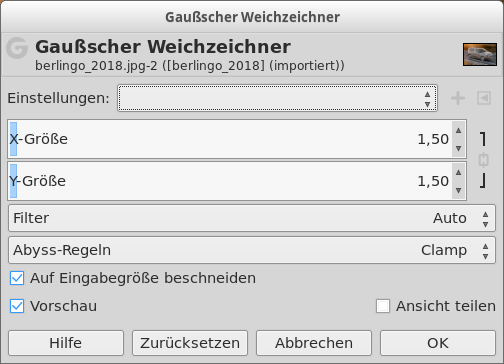 Gaußscher Weichzeichner
Gaußscher Weichzeichner
berlingo_2018.jpg-2 ([berlingo_2018] (importiert))
Einstellungen:
X-Größe 1,50
Y-Größe 1,50
Filter Auto
Abyss-Regeln Clamp
Auf Eingabegröße beschneiden
Vorschau Ansicht teilen
Hilfe Zurücksetzen Abbrechen OK